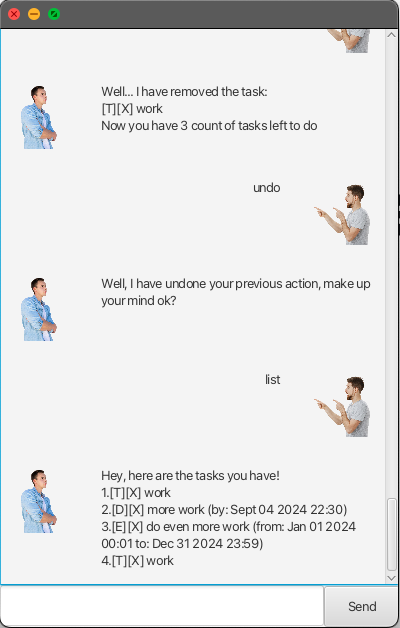 Well... I have removed the task:
[T][X] work
Now you have 3 count of tasks left to do
undo
Well, I have undone your previous action, make up
your mind ok?
list
Hey, here are the tasks you have!
1.[T][X] work
2.[D][X] more work (by: Sept 04 2024 22:30)
3.[E][X] do even more work (from: Jan 01 2024
00:01 to: Dec 31 2024 23:59)
4.[T][X] work
Send